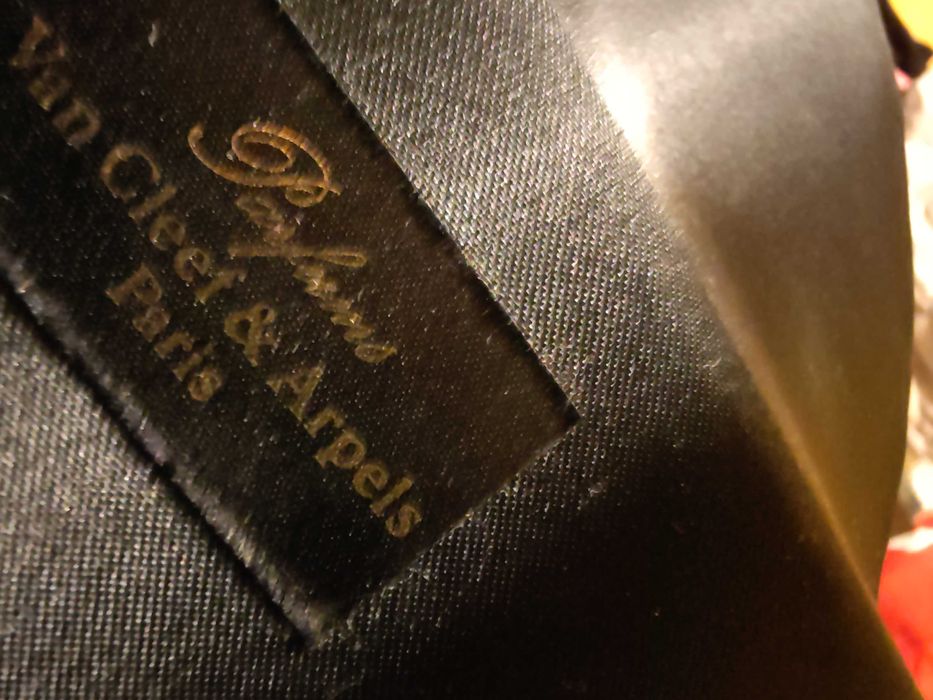 Parfums
Van Cleef & Arpels
Paris